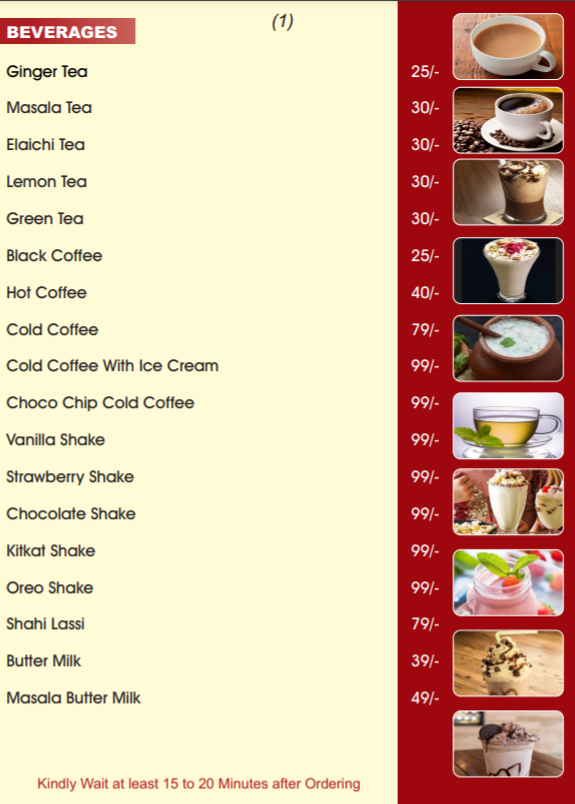 (1)
BEVERAGES
Ginger Tea 25/-
Masala Tea 30/-
Elaichi Tea 30/-
Lemon Tea 30/-
Green Tea 30/-
Black Coffee 25/-
Hot Coffee 40/-
Cold Coffee 79/-
Cold Coffee With Ice Cream 99/-
Choco Chip Cold Coffee 99/-
Vanilla Shake 99/-
Strawberry Shake 99/-
Chocolate Shake 99/-
Kitkat Shake 99/-
Oreo Shake 99/-
Shahi Lassi 79/-
Butter Milk 39/-
Masala Butter Milk 49/-
Kindly Wait at least 15 to 20 Minutes after Ordering